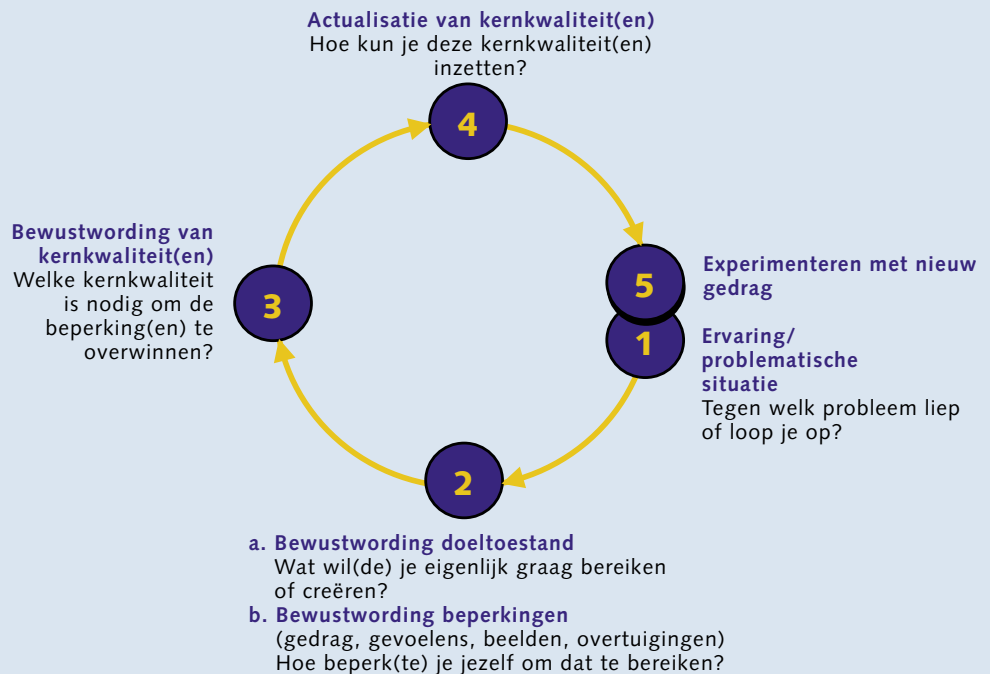 Actualisatie van kernkwaliteit(en)
Hoe kun je deze kernkwaliteit(en)
inzetten?
4
Bewustwording van
kernkwaliteit(en)
Welke kernkwaliteit
is nodig om de
beperking(en) te
overwinnen?
3
5
Experimenteren met nieuw
gedrag
1
Ervaring/
problematische
situatie
Tegen welk probleem liep
of loop je op?
2
a. Bewustwording doeltoestand
Wat wil(de) je eigenlijk graag bereiken
of creëren?
b. Bewustwording beperkingen
(gedrag, gevoelens, beelden, overtuigingen)
Hoe beperk(te) je jezelf om dat te bereiken?